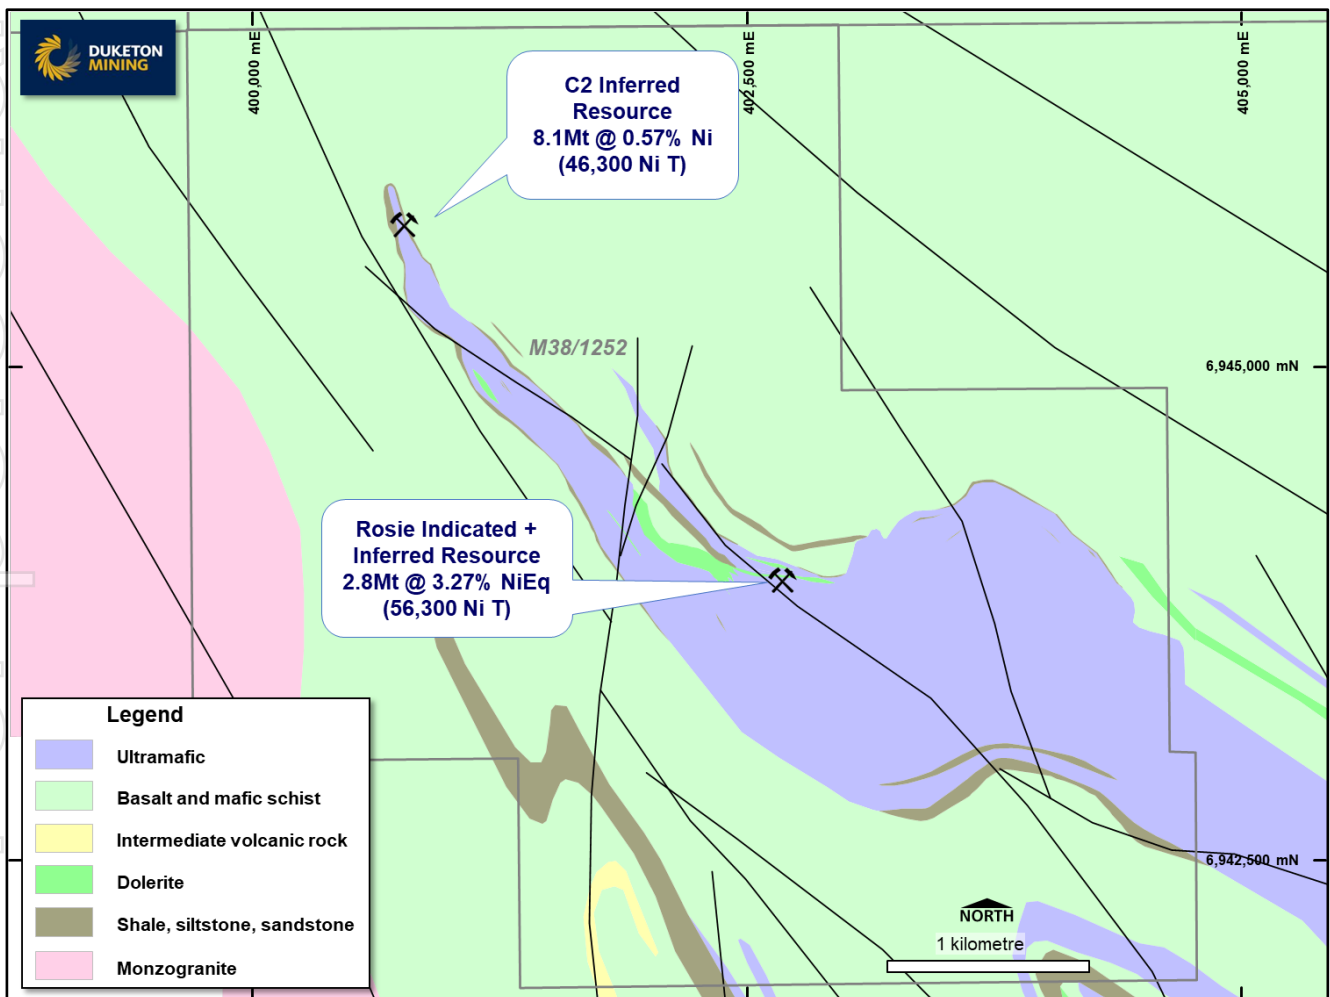 DUKETON
MINING
400,000 mE
402,500 mE
405,000 mE
C2 Inferred
Resource
8.1Mt @ 0.57% Ni
(46,300 Ni T)
M38/1252
6,945,000 mN
Rosie Indicated +
Inferred Resource
2.8Mt @ 3.27% NiEq
(56,300 Ni T)
Legend
Ultramafic
Basalt and mafic schist
Intermediate volcanic rock
Dolerite
Shale, siltstone, sandstone
Monzogranite
6,942,500 mN
NORTH
1 kilometre